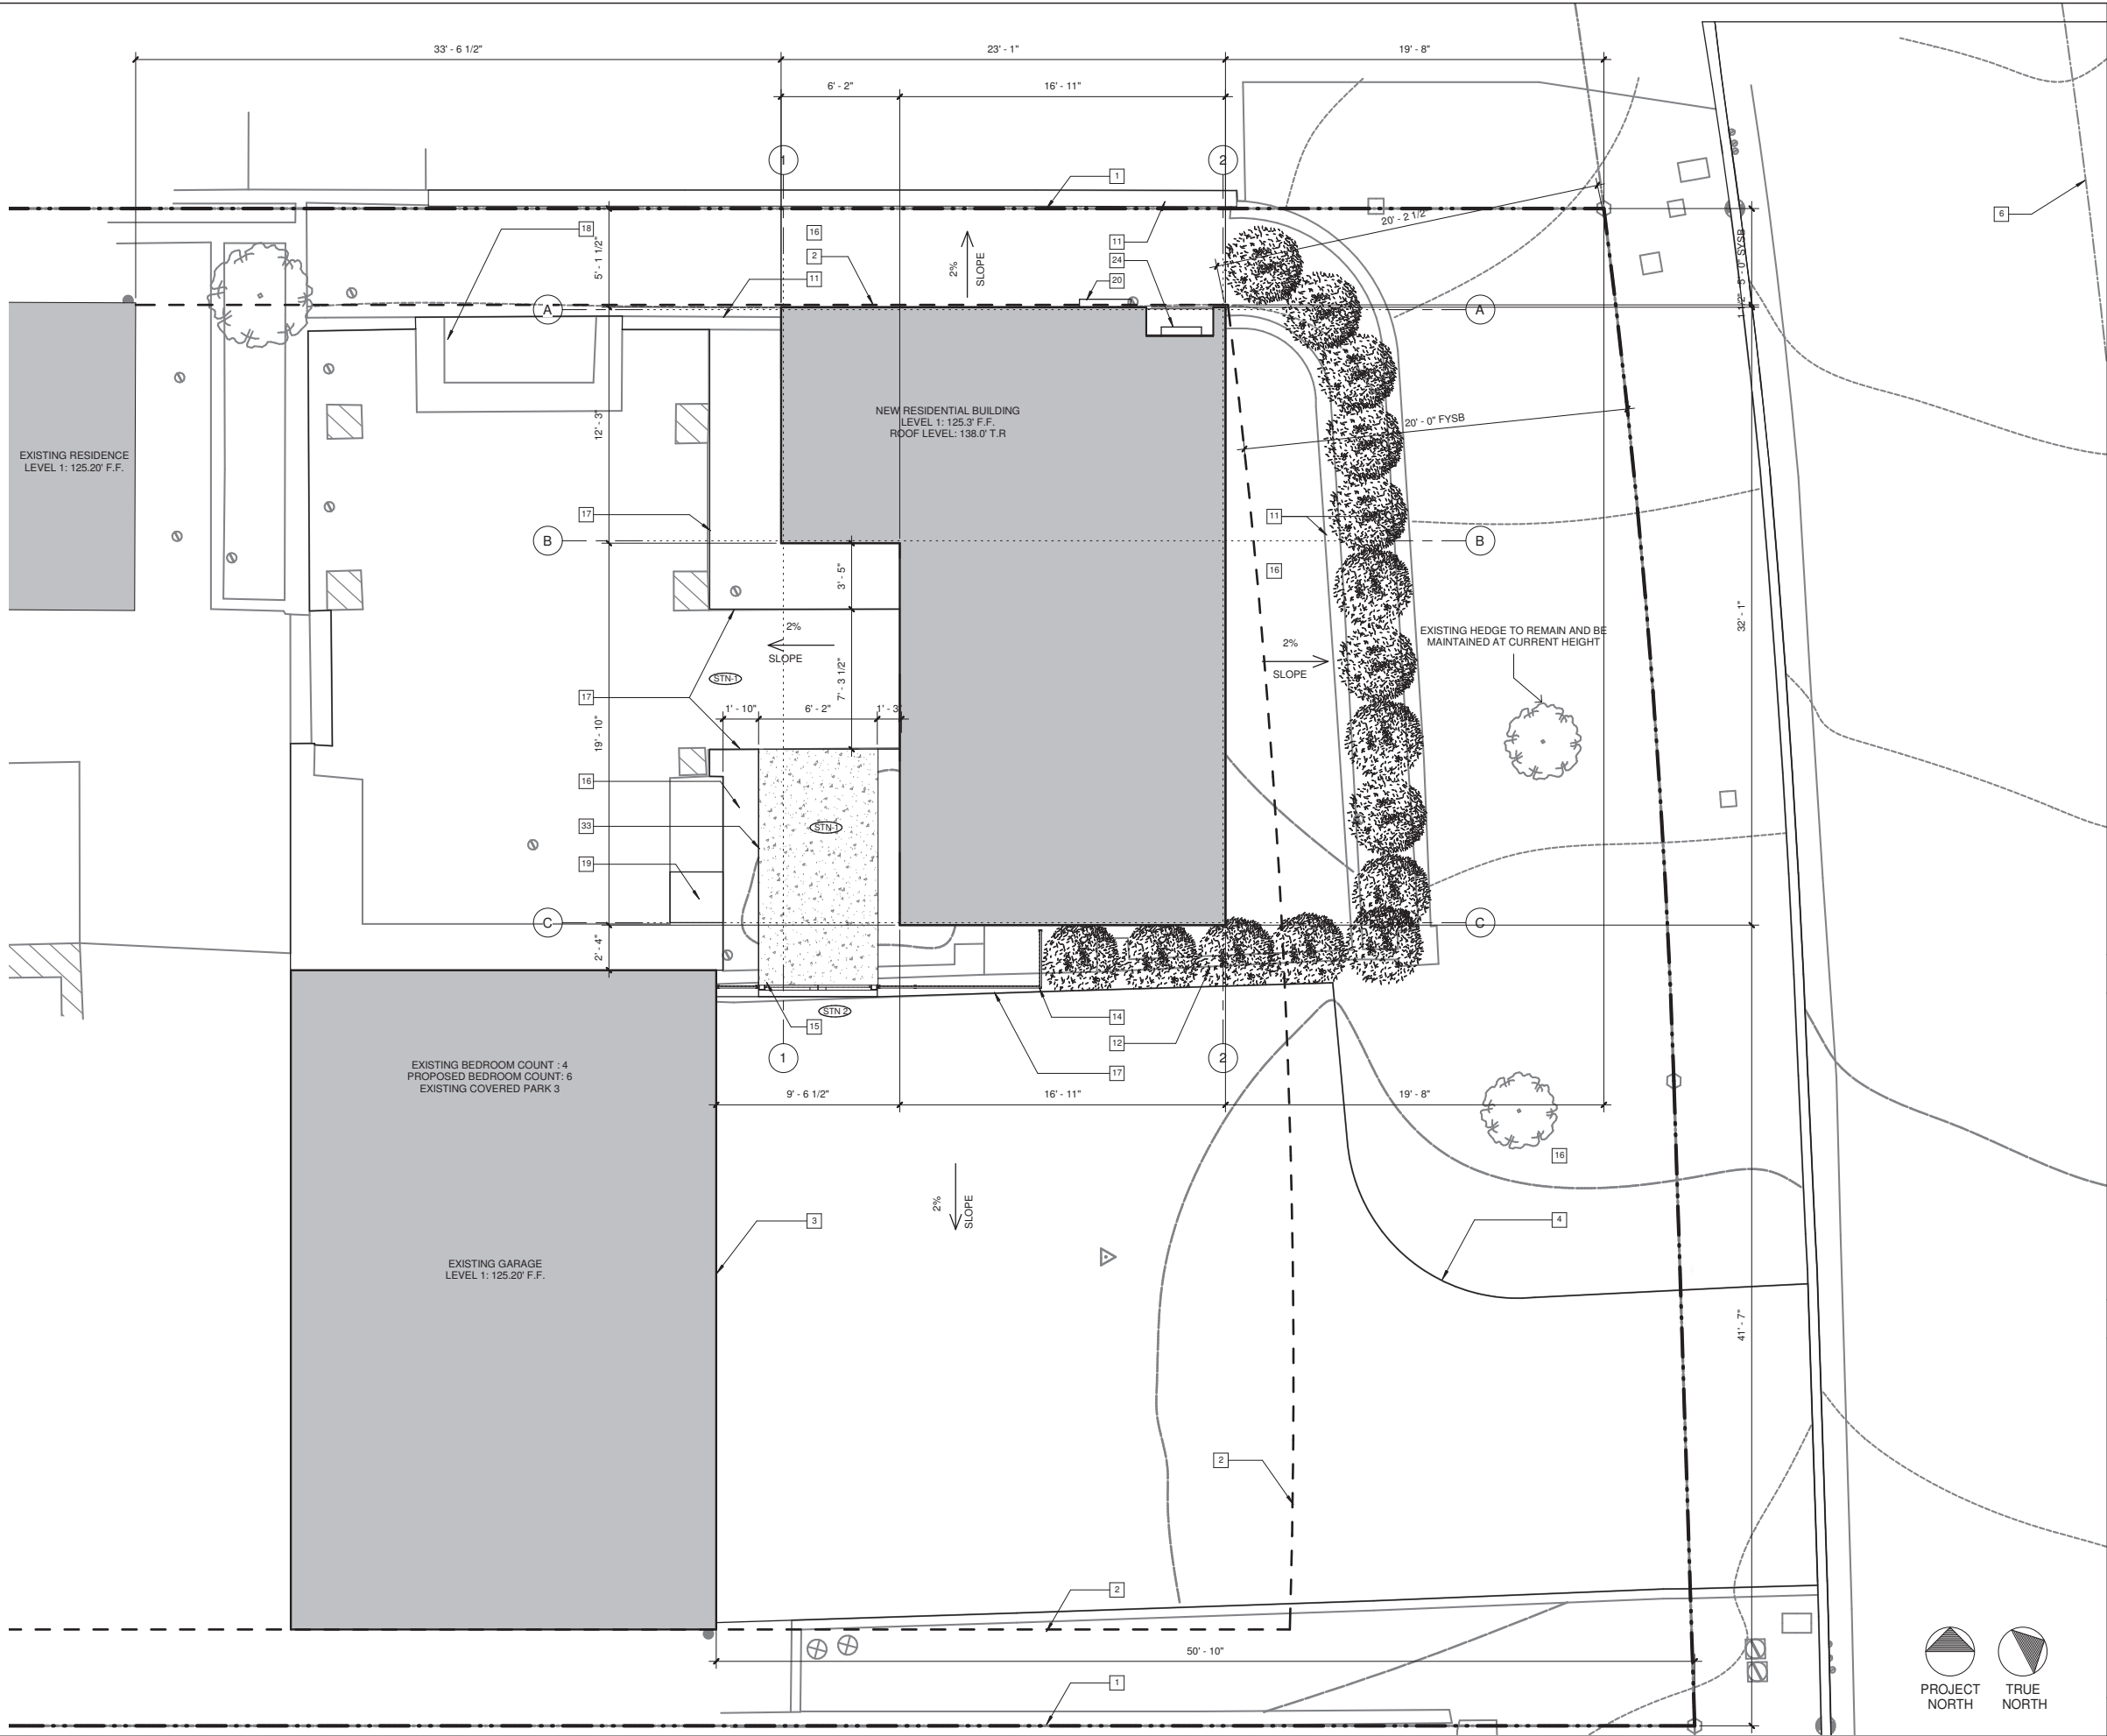 33' - 6 1/2"
23' - 1"
19' - 8"
6' - 2"
16' - 11"
1
2
1
6
20' - 2 1/2"
18
16
11
5' - 1 1/2"
2
24
2%
SLOPE
11
20
5' - 0" SYSB
A
A
12' - 3"
NEW RESIDENTIAL BUILDING
LEVEL 1: 125.3' F.F.
ROOF LEVEL: 138.0' T.R
20' - 0" FYSB
EXISTING RESIDENCE
LEVEL 1: 125.20' F.F.
17
11
B
B
3' - 5"
16
2%
SLOPE
EXISTING HEDGE TO REMAIN AND BE
MAINTAINED AT CURRENT HEIGHT
32' - 1"
2%
SLOPE
STN-1
7' - 3 1/2"
17
1' - 10"
6' - 2"
1' - 3"
19' - 10"
16
33
STN-1
19
C
C
2' - 4"
STN 2
15
14
12
1
2
17
EXISTING BEDROOM COUNT : 4
PROPOSED BEDROOM COUNT: 6
EXISTING COVERED PARK 3
9' - 6 1/2"
16' - 11"
19' - 8"
16
2%
SLOPE
3
4
EXISTING GARAGE
LEVEL 1: 125.20' F.F.
41' - 7"
2
2
50' - 10"
1
PROJECT
NORTH
TRUE
NORTH